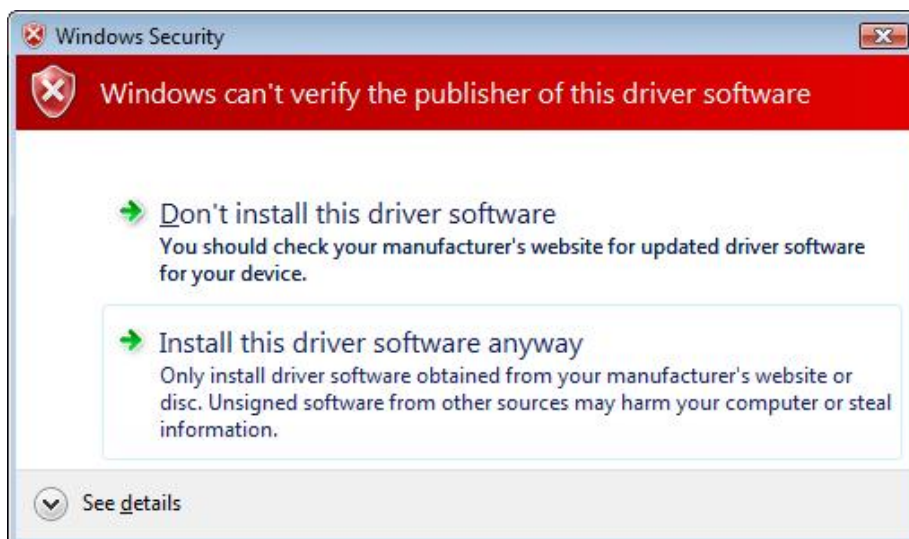 Windows Security
Windows can't verify the publisher of this driver software
Don't install this driver software
You should check your manufacturer's website for updated driver software
for your device.
Install this driver software anyway
Only install driver software obtained from your manufacturer's website or
disc. Unsigned software from other sources may harm your computer or steal
information.
See details